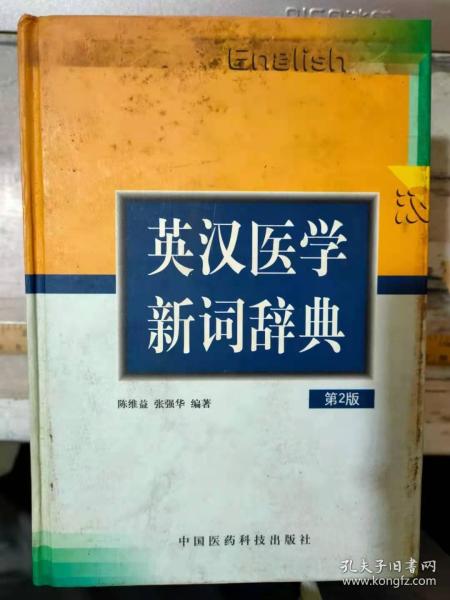 English
英汉医学
新词辞典
第2版
陈维益 张强华 编著
中国医药科技出版社
孔夫子旧书网
www.kongfz.com